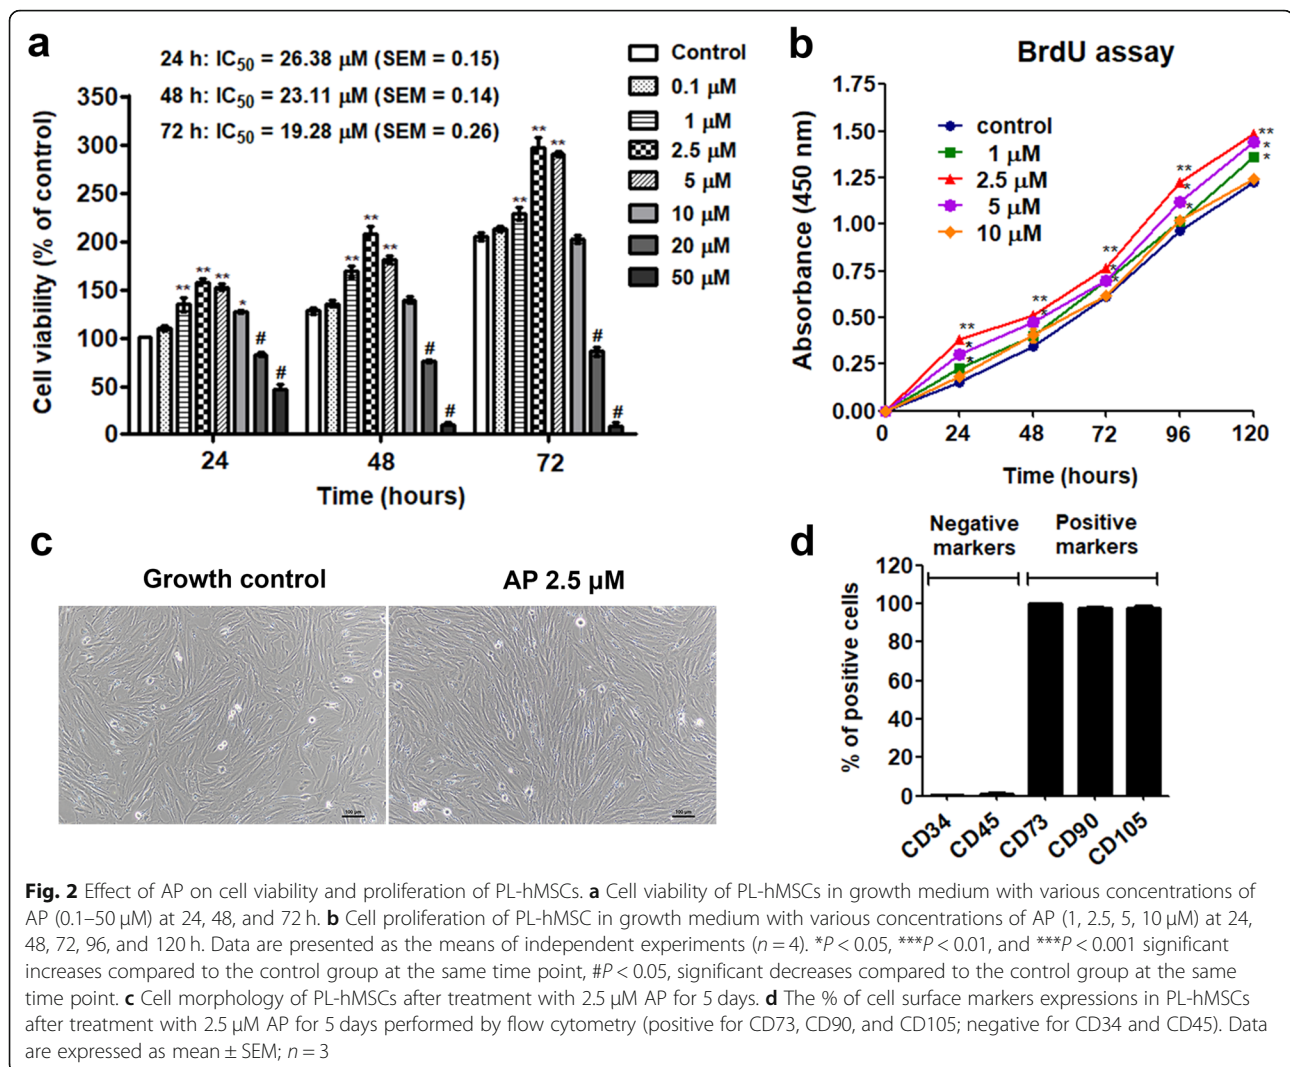 a
24 h: IC50 = 26.38 µM (SEM = 0.15)
48 h: IC50 = 23.11 µM (SEM = 0.14)
72 h: IC50 = 19.28 µM (SEM = 0.26)
Cell viability (% of control)
350
300
250
200
150
100
50
0
** ** ** * # #
** ** ** # #
** ** ** # #
24 48 72
Time (hours)
Control
0.1 µM
1 µM
2.5 µM
5 µM
10 µM
20 µM
50 µM
b
BrdU assay
Absorbance (450 nm)
1.75
1.50
1.25
1.00
0.75
0.50
0.25
0.00
control
1 µM
2.5 µM
5 µM
10 µM
** * *
** *
** * *
** * *
** * *
0 24 48 72 96 120
Time (hours)
c
Growth control
AP 2.5 µM
100 µm
100 µm
d
Negative markers
Positive markers
% of positive cells
120
100
80
60
40
20
0
CD34 CD45 CD73 CD90 CD105
Fig. 2 Effect of AP on cell viability and proliferation of PL-hMSCs. a Cell viability of PL-hMSCs in growth medium with various concentrations of
AP (0.1–50 µM) at 24, 48, and 72 h. b Cell proliferation of PL-hMSC in growth medium with various concentrations of AP (1, 2.5, 5, 10 µM) at 24,
48, 72, 96, and 120 h. Data are presented as the means of independent experiments (n = 4). *P < 0.05, ***P < 0.01, and ***P < 0.001 significant
increases compared to the control group at the same time point, #P < 0.05, significant decreases compared to the control group at the same
time point. c Cell morphology of PL-hMSCs after treatment with 2.5 µM AP for 5 days. d The % of cell surface markers expressions in PL-hMSCs
after treatment with 2.5 µM AP for 5 days performed by flow cytometry (positive for CD73, CD90, and CD105; negative for CD34 and CD45). Data
are expressed as mean ± SEM; n = 3